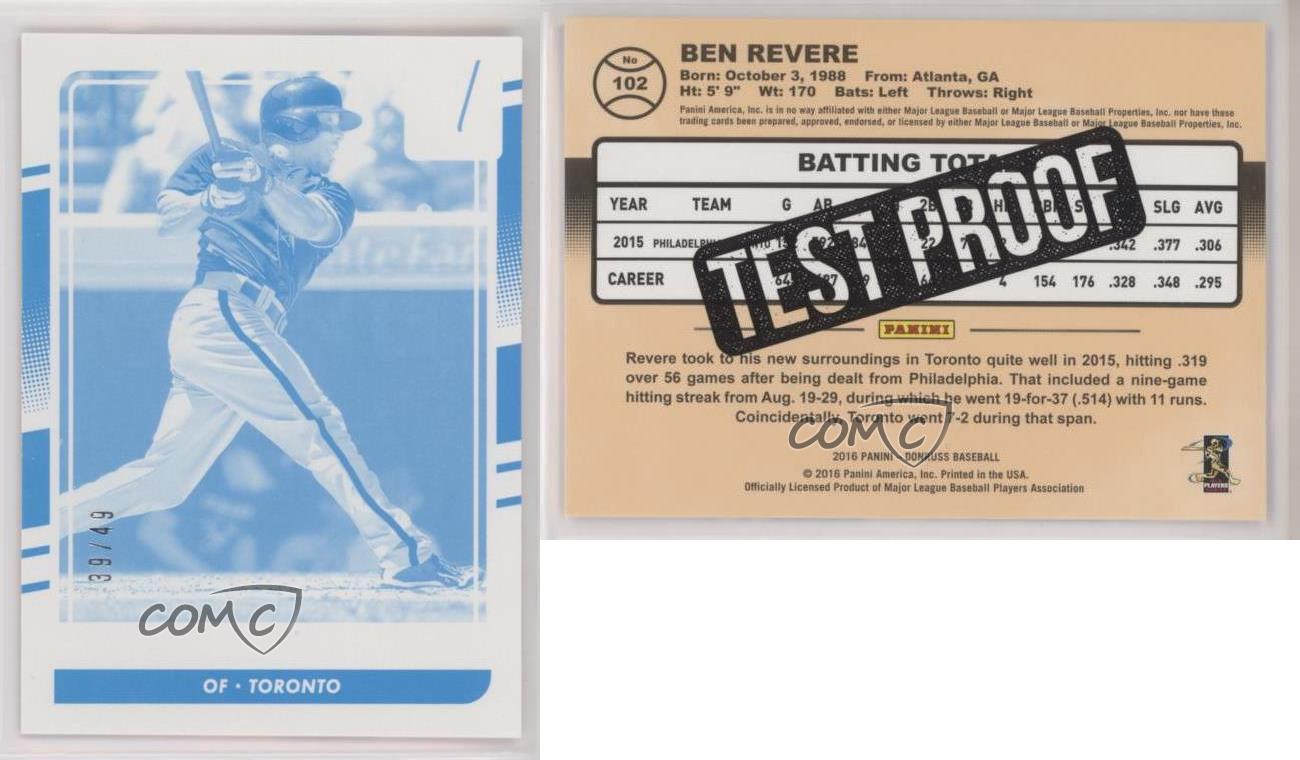 39/49
COMC
OF · TORONTO
No
102
BEN REVERE
Born: October 3, 1988 From: Atlanta, GA
Ht: 5' 9" Wt: 170 Bats: Left Throws: Right
Panini America, Inc. is in no way affiliated with either Major League Baseball or Major League Baseball Properties, Inc. nor have these
trading cards been prepared, approved, endorsed, or licensed by either Major League Baseball or Major League Baseball Properties, Inc.
BATTING
YEAR TEAM G AB 2B SLG AVG
2015 .342 .377 .306
CAREER 4 154 176 .328 .348 .295
TEST PROOF
PANINI
Revere took to his new surroundings in Toronto quite well in 2015, hitting .319
over 56 games after being dealt from Philadelphia. That included a nine-game
hitting streak from Aug. 19-29, during which he went 19-for-37 (.514) with 11 runs.
Coincidentally, Toronto went 7-2 during that span.
COMC
2016 PANINI - DONRUSS BASEBALL
© 2016 Panini America, Inc. Printed in the USA.
Officially Licensed Product of Major League Baseball Players Association
PLAYERS